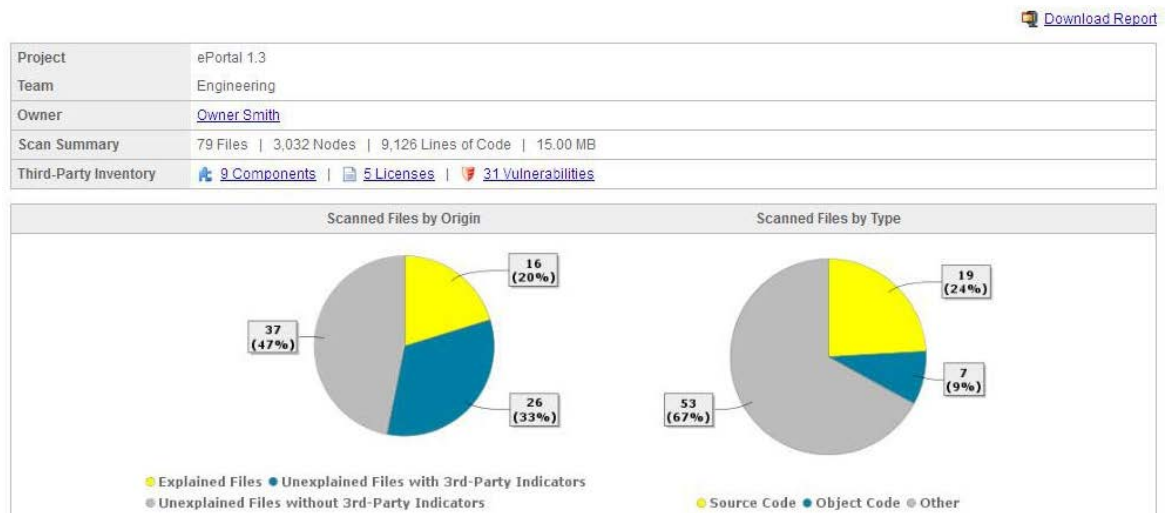 Download Report
Project ePortal 1.3
Team Engineering
Owner Owner Smith
Scan Summary 79 Files | 3,032 Nodes | 9,126 Lines of Code | 15.00 MB
Third-Party Inventory 9 Components | 5 Licenses | 31 Vulnerabilities
Scanned Files by Origin
16
(20%)
37
(47%)
26
(33%)
Explained Files Unexplained Files with 3rd-Party Indicators
Unexplained Files without 3rd-Party Indicators
Scanned Files by Type
19
(24%)
7
(9%)
53
(67%)
Source Code Object Code Other